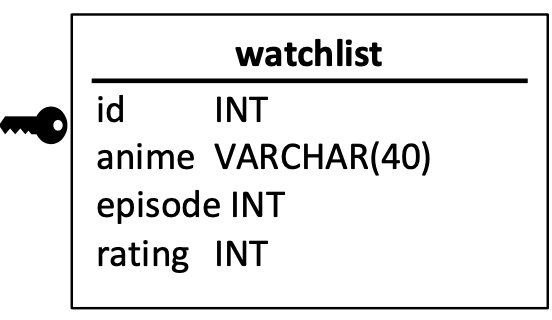 watchlist
id INT
anime VARCHAR(40)
episode INT
rating INT